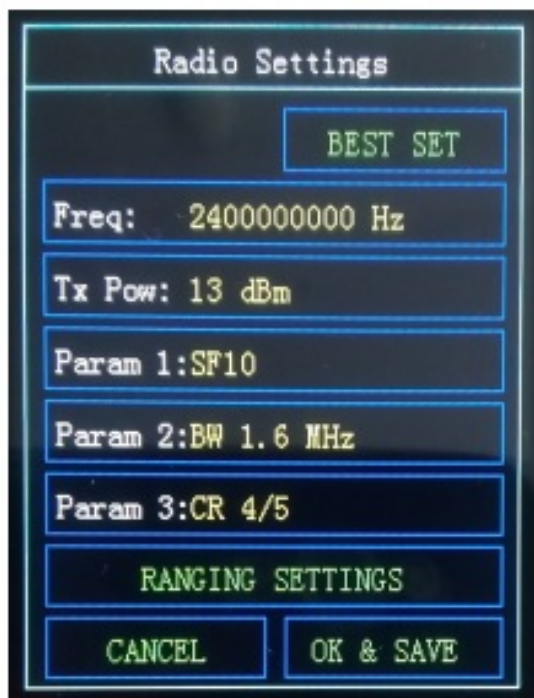 Radio Settings
BEST SET
Freq: 2400000000 Hz
Tx Pow: 13 dBm
Param 1:SF10
Param 2:BW 1.6 MHz
Param 3:CR 4/5
RANGING SETTINGS
CANCEL OK & SAVE